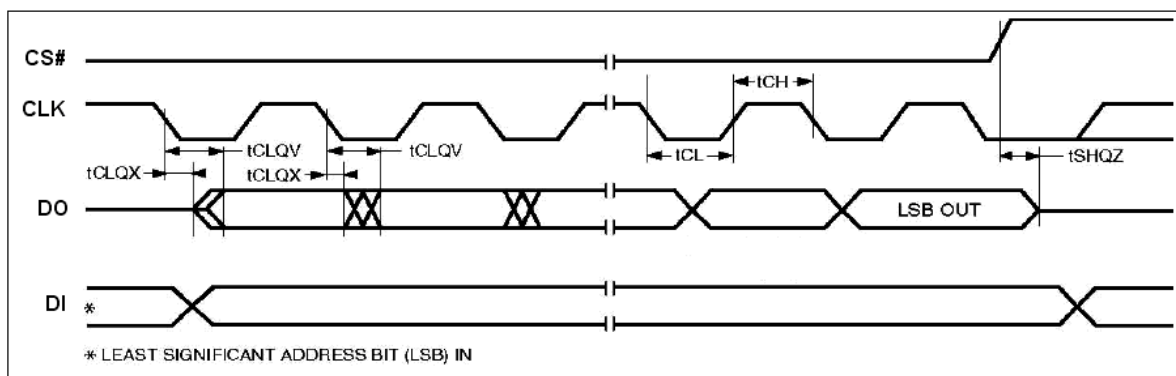 CS#
tCH
CLK
tCLQV
tCLQV
tCL
tSHQZ
tCLQX
tCLQX
DO
LSB OUT
DI
*
* LEAST SIGNIFICANT ADDRESS BIT (LSB) IN